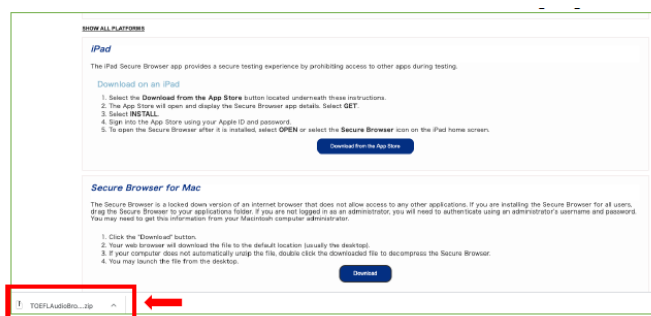 SHOW ALL PLATFORMS
iPad
The iPad Secure Browser app provides a secure testing experience by prohibiting access to other apps during testing.
Download on an iPad
1. Select the Download from the App Store button located underneath these instructions.
2. The App Store will open and display the Secure Browser app details. Select GET.
3. Select INSTALL.
4. Sign into the App Store using your Apple ID and password.
5. To open the Secure Browser after it is installed, select OPEN or select the Secure Browser icon on the iPad home screen.
Download from the App Store
Secure Browser for Mac
The Secure Browser is a locked down version of an internet browser that does not allow access to any other applications. If you are installing the Secure Browser for all users,
drag the Secure Browser to your applications folder. If you are not logged in as an administrator, you will need to authenticate using an administrator's username and password.
You may need to get this information from your Macintosh computer administrator.
1. Click the "Download" button.
2. Your web browser will download the file to the default location (usually the desktop).
3. If your computer does not automatically unzip the file, double click the downloaded file to decompress the Secure Browser.
4. You may launch the file from the desktop.
Download
TOEFLAudioBro....zip